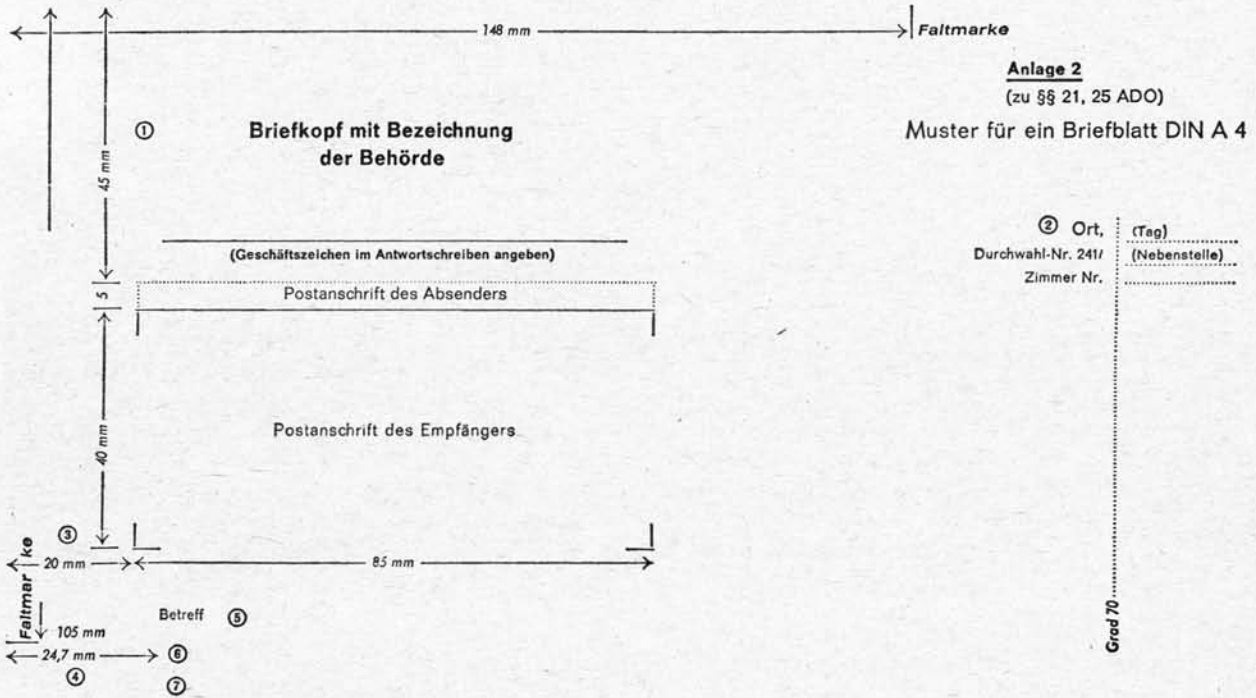 148 mm
Faltmarke
Anlage 2
(zu §§ 21, 25 ADO)
Muster für ein Briefblatt DIN A 4
①
Briefkopf mit Bezeichnung
der Behörde
45 mm
② Ort, (Tag)
(Geschäftszeichen im Antwortschreiben angeben)
Durchwahl-Nr. 241/ (Nebenstelle)
Zimmer Nr.
5
Postanschrift des Absenders
40 mm
Postanschrift des Empfängers
③
20 mm
85 mm
Faltmarke
Betreff ⑤
105 mm
24,7 mm ⑥
④ ⑦
Grad 70